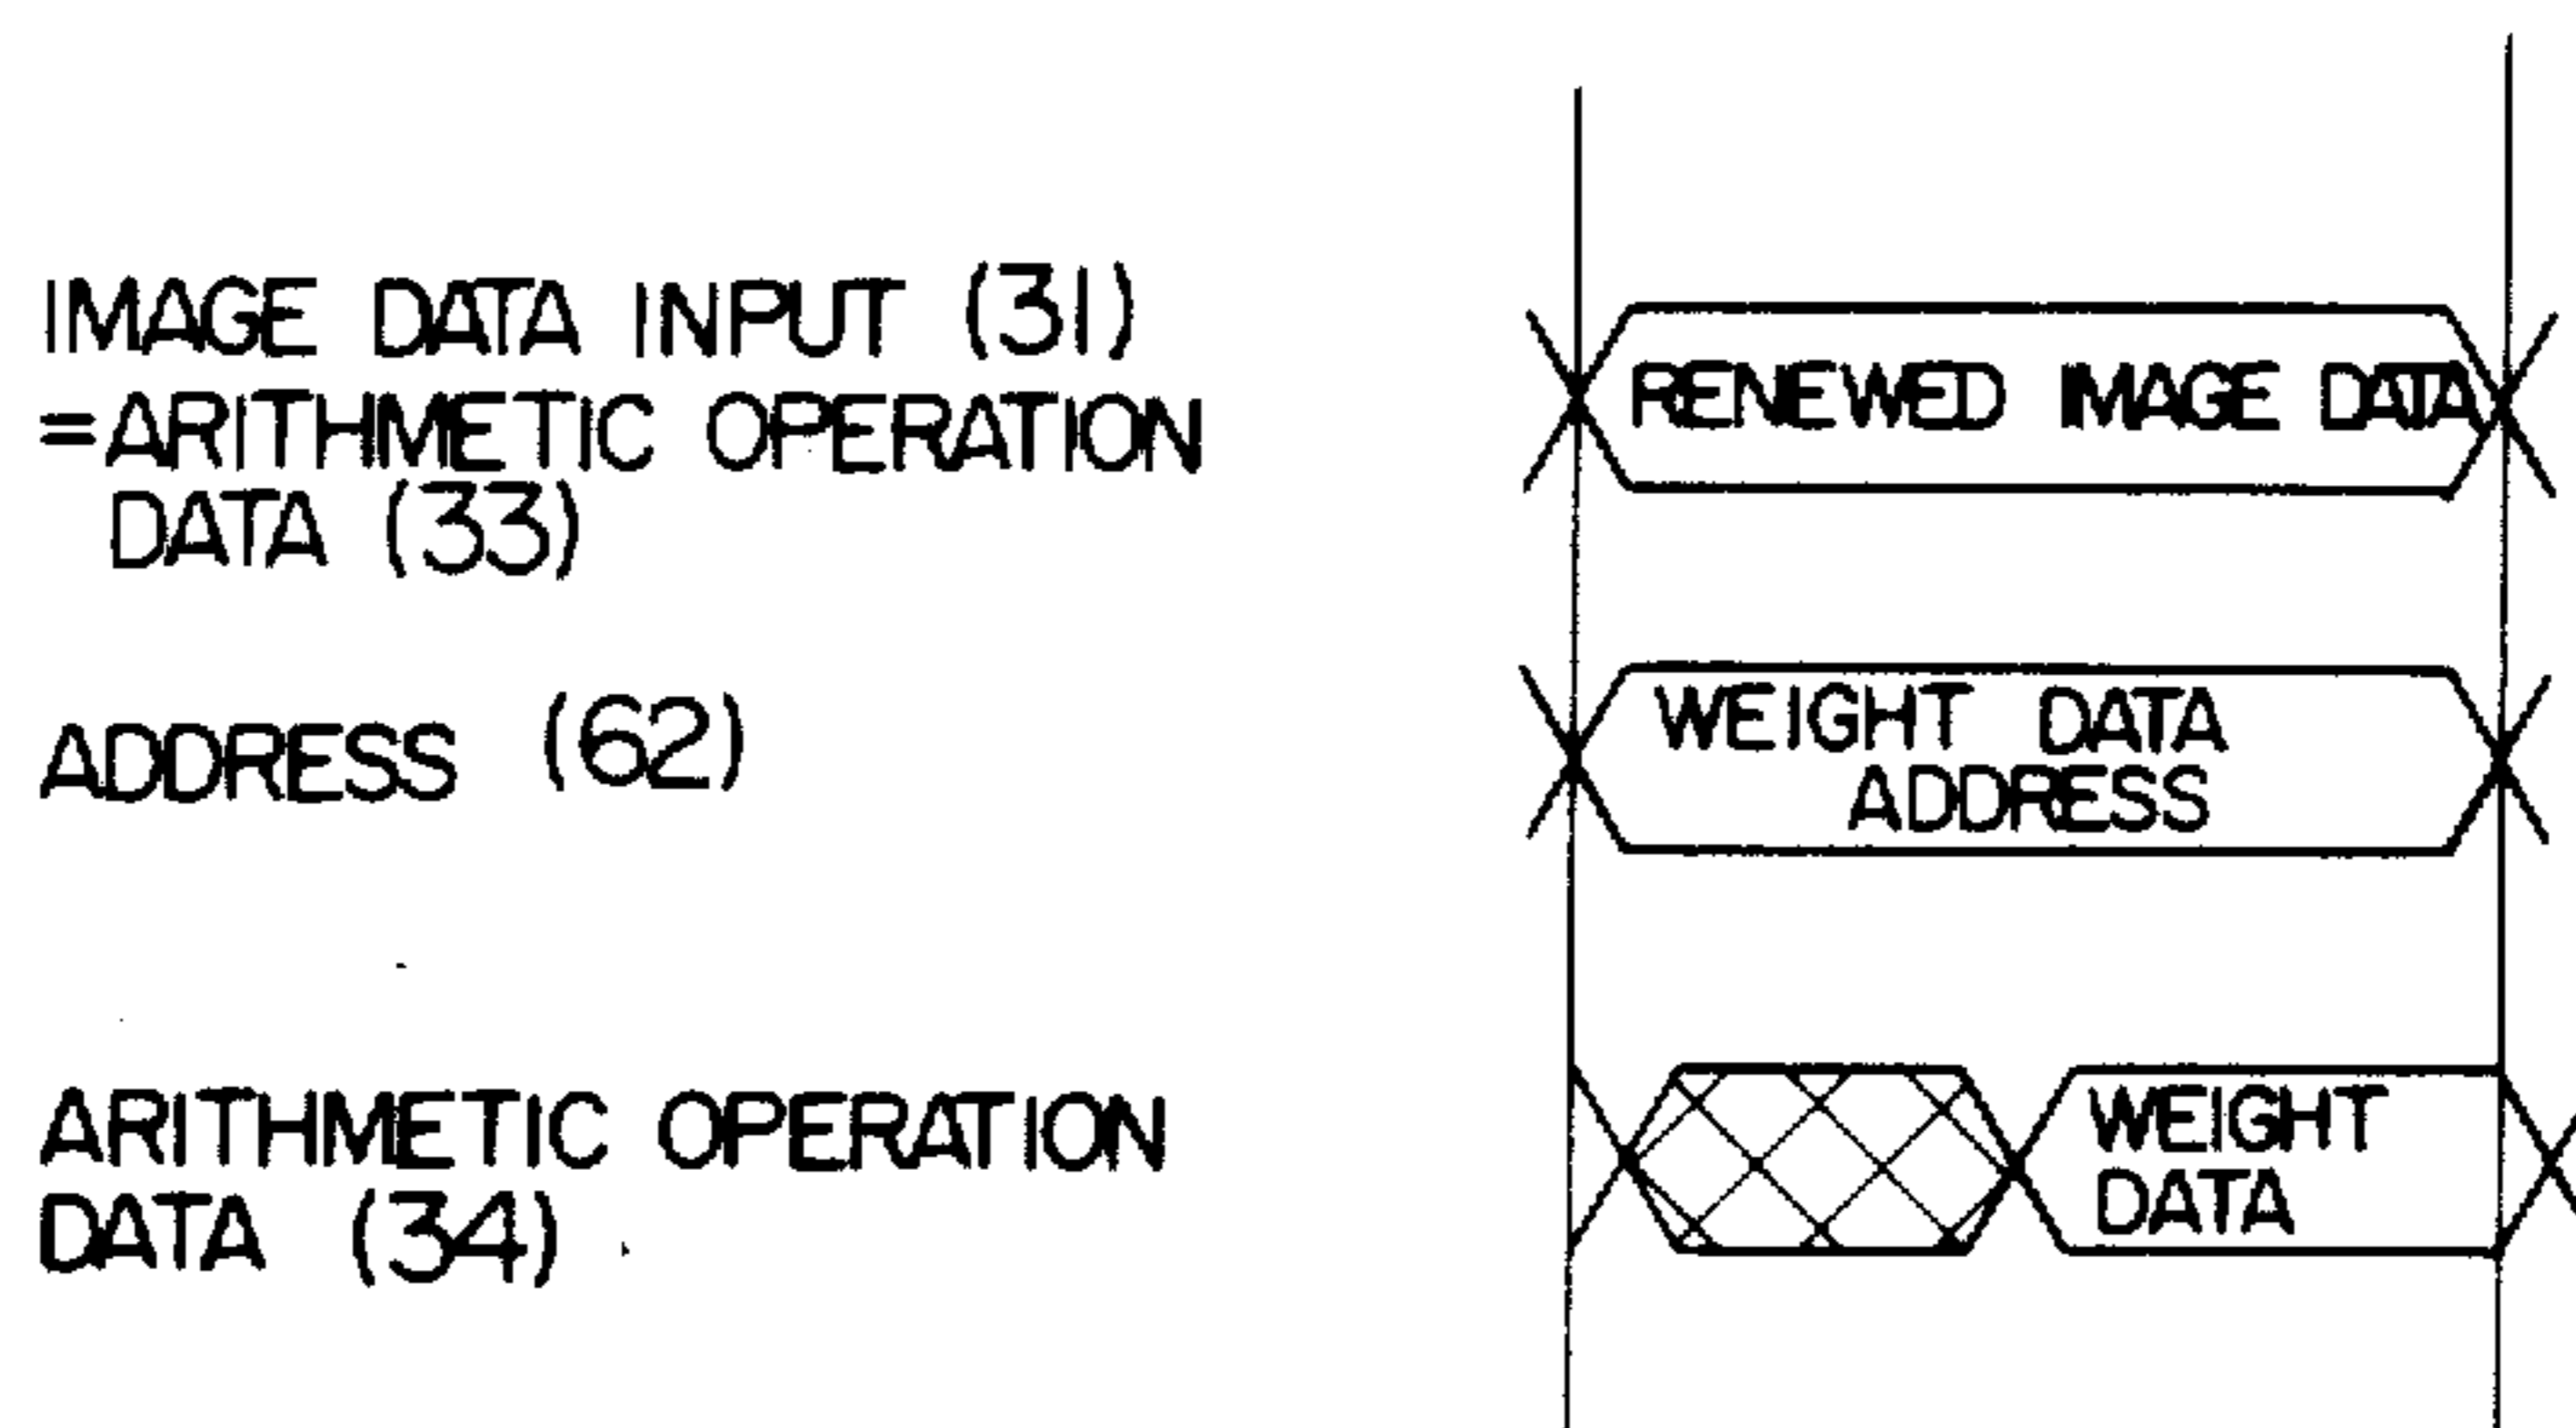 IMAGE DATA INPUT (31)
=ARITHMETIC OPERATION
DATA (33)
RENEWED IMAGE DATA
ADDRESS (62)
WEIGHT DATA
ADDRESS
ARITHMETIC OPERATION
DATA (34)
WEIGHT
DATA